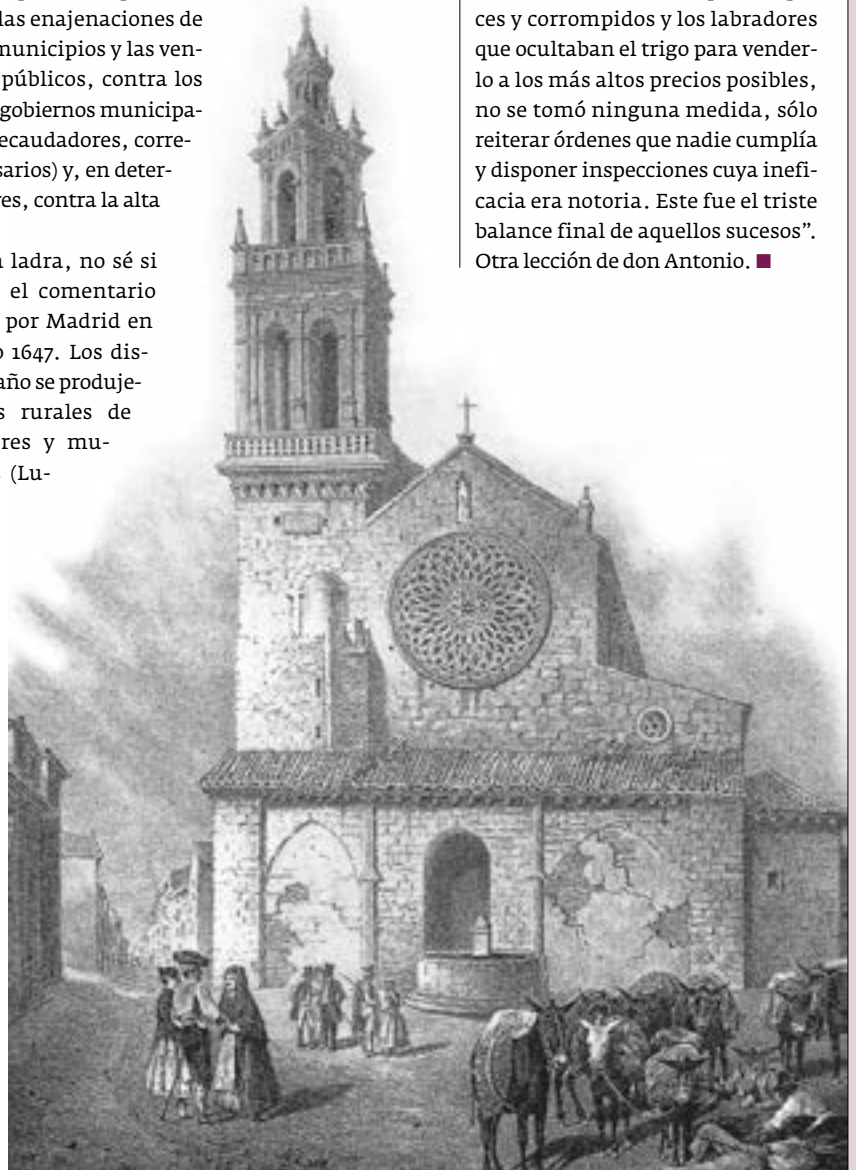 las enajenaciones de
municipios y las ven-
públicos, contra los
gobiernos municipa-
ecaudadores, corre-
sarios) y, en deter-
res, contra la alta
a ladra, no sé si
el comentario
por Madrid en
o 1647. Los dis-
año se produje-
s rurales de
res y mu-
(Lu-
ces y corrompidos y los labradores
que ocultaban el trigo para vender-
lo a los más altos precios posibles,
no se tomó ninguna medida, sólo
reiterar órdenes que nadie cumplía
y disponer inspecciones cuya inefi-
cacia era notoria. Este fue el triste
balance final de aquellos sucesos”.
Otra lección de don Antonio. ■